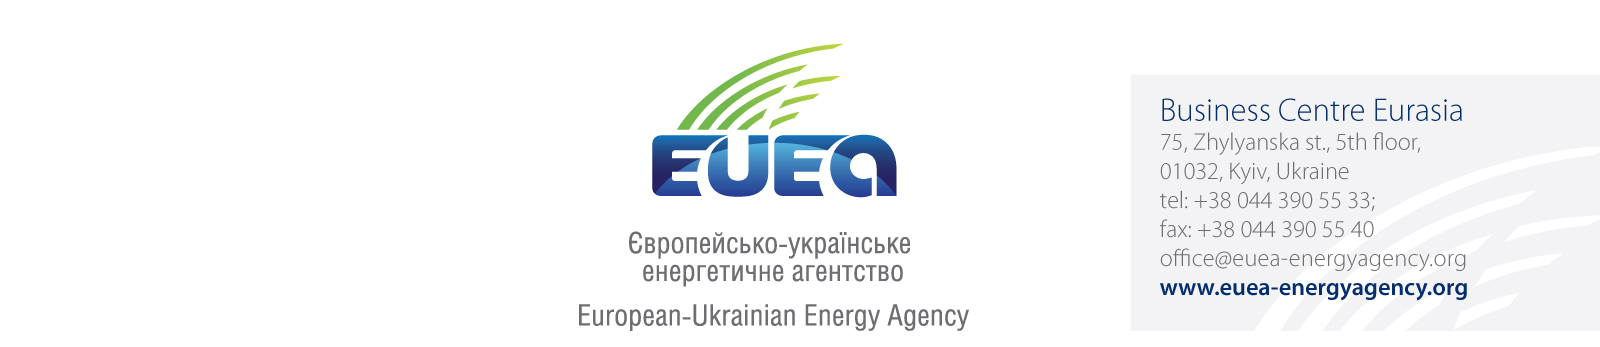 EUEA
Європейсько-українське
енергетичне агентство
European-Ukrainian Energy Agency
Business Centre Eurasia
75, Zhylyanska st., 5th floor,
01032, Kyiv, Ukraine
tel: +38 044 390 55 33;
fax: +38 044 390 55 40
office@euea-energyagency.org
www.euea-energyagency.org